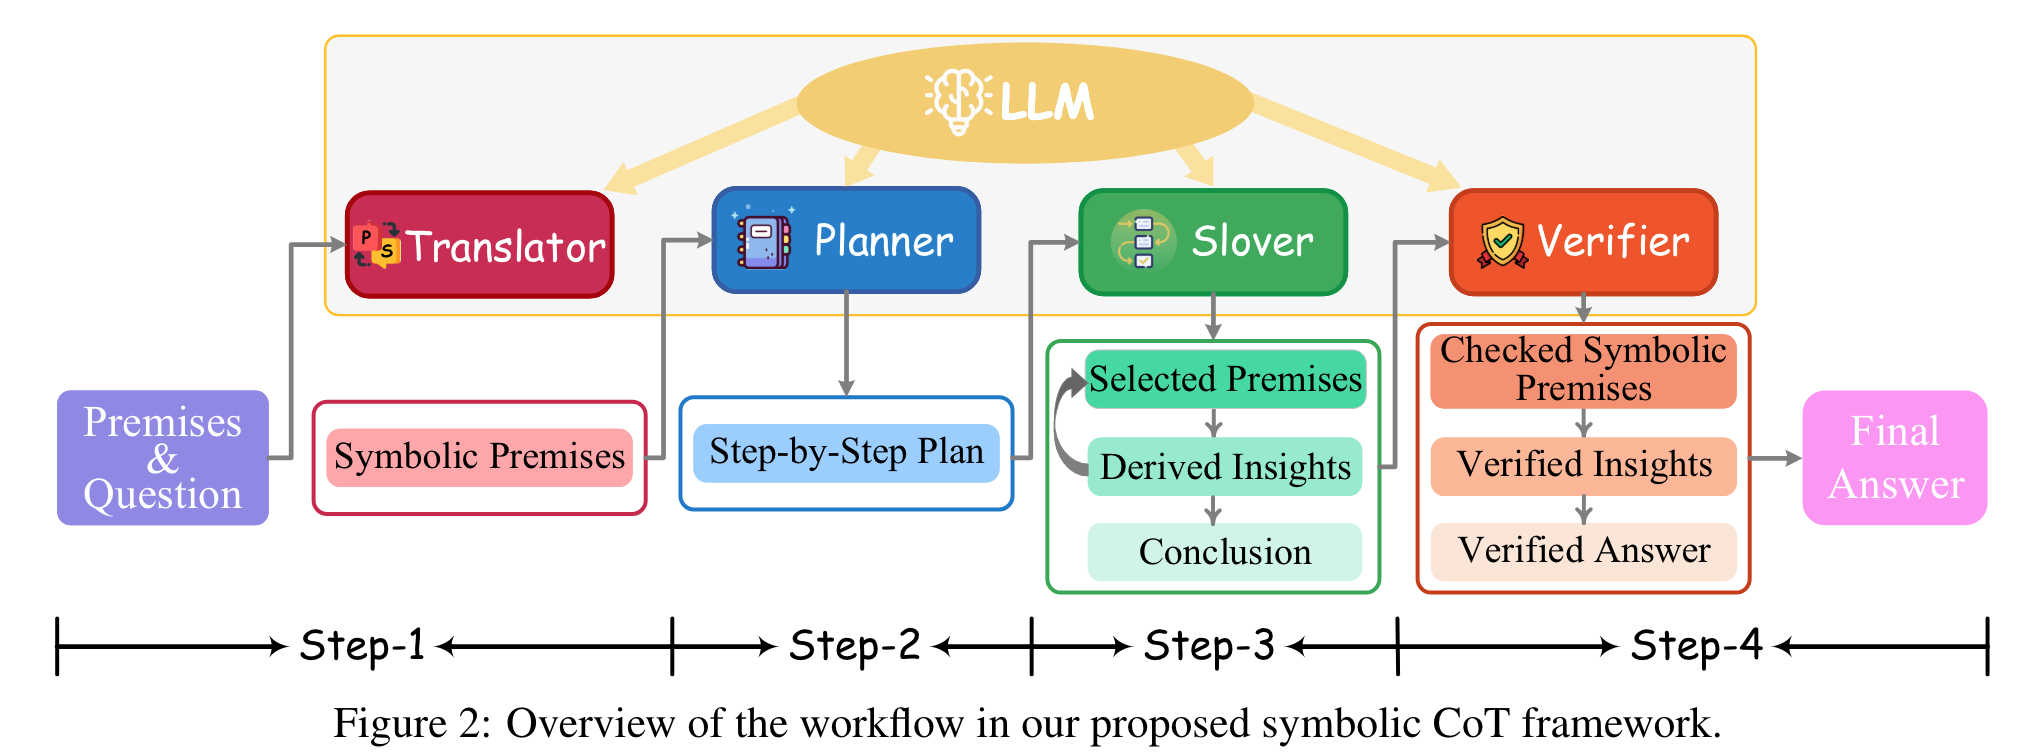 LLM
P
S
Translator
Planner
Slover
Verifier
Premises
&
Question
Symbolic Premises
Step-by-Step Plan
Selected Premises
Derived Insights
Conclusion
Checked Symbolic
Premises
Verified Insights
Verified Answer
Final
Answer
Step-1
Step-2
Step-3
Step-4
Figure 2: Overview of the workflow in our proposed symbolic CoT framework.